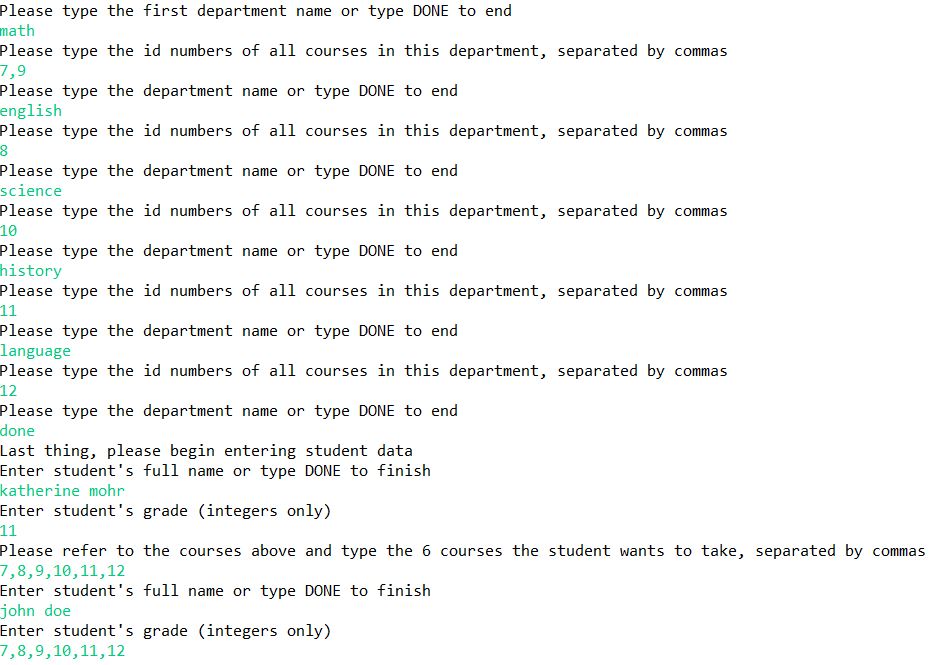 Please type the first department name or type DONE to end
math
Please type the id numbers of all courses in this department, separated by commas
7,9
Please type the department name or type DONE to end
english
Please type the id numbers of all courses in this department, separated by commas
8
Please type the department name or type DONE to end
science
Please type the id numbers of all courses in this department, separated by commas
10
Please type the department name or type DONE to end
history
Please type the id numbers of all courses in this department, separated by commas
11
Please type the department name or type DONE to end
language
Please type the id numbers of all courses in this department, separated by commas
12
Please type the department name or type DONE to end
done
Last thing, please begin entering student data
Enter student's full name or type DONE to finish
katherine mohr
Enter student's grade (integers only)
11
Please refer to the courses above and type the 6 courses the student wants to take, separated by commas
7,8,9,10,11,12
Enter student's full name or type DONE to finish
john doe
Enter student's grade (integers only)
7,8,9,10,11,12